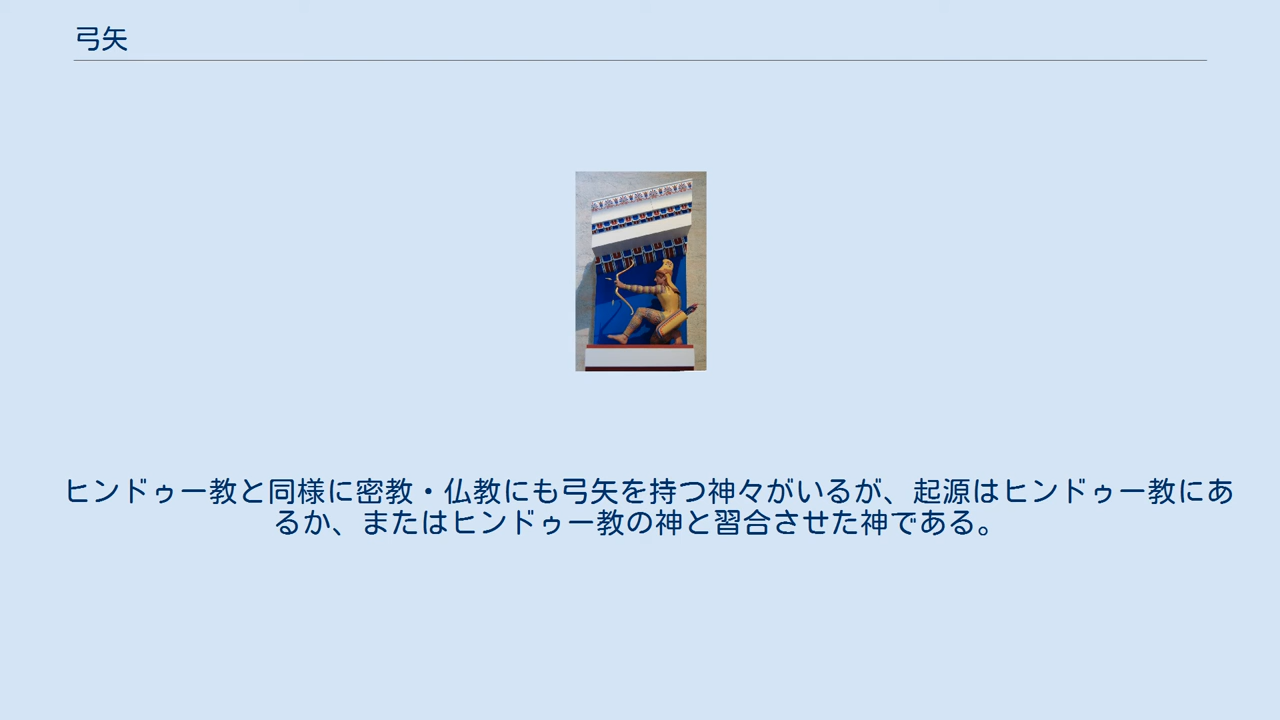 弓矢
ヒンドゥー教と同様に密教・仏教にも弓矢を持つ神々がいるが、起源はヒンドゥー教にあ
るか、またはヒンドゥー教の神と習合させた神である。